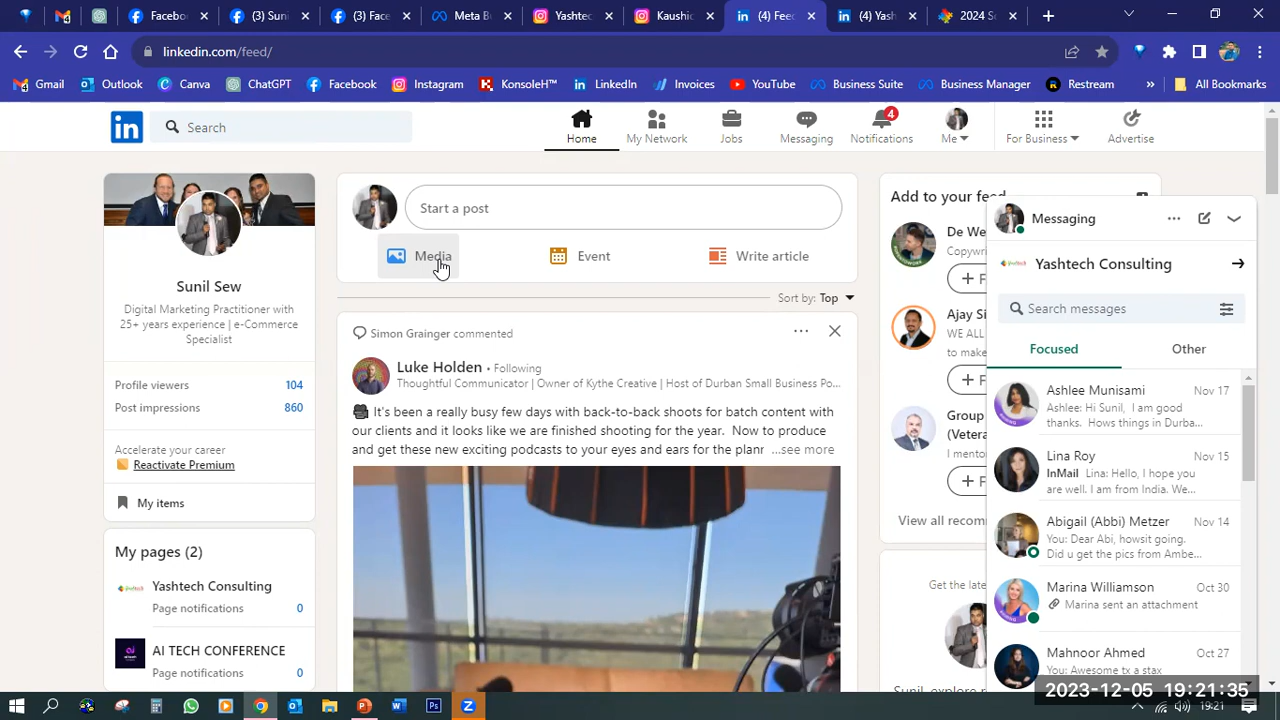 Facebo
(3) Suni
(3) Face
Meta B
Yashtec
Kaushic
(4) Feed
(4) Yash
2024 S
linkedin.com/feed/
Gmail
Outlook
Canva
ChatGPT
Facebook
Instagram
KonsoleH™
LinkedIn
Invoices
YouTube
Business Suite
Business Manager
Restream
»
All Bookmarks
in
Search
Home
My Network
Jobs
Messaging
4
Notifications
Me
For Business
Advertise
Sunil Sew
Digital Marketing Practitioner with
25+ years experience | e-Commerce
Specialist
Profile viewers 104
Post impressions 860
Accelerate your career
Reactivate Premium
My items
My pages (2)
Yashtech Consulting
Page notifications 0
AI TECH CONFERENCE
Page notifications 0
Start a post
Media
Event
Write article
Sort by: Top
Simon Grainger commented
Luke Holden • Following
Thoughtful Communicator | Owner of Kythe Creative | Host of Durban Small Business Po...
It's been a really busy few days with back-to-back shoots for batch content with
our clients and it looks like we are finished shooting for the year. Now to produce
and get these new exciting podcasts to your eyes and ears for the planr ...see more
Add to your feed
De We
Copywri
+ F
Ajay Si
WE ALL
to make
+ F
Group
(Vetera
I mento
+ F
View all recom
Get the late
Sunil, explore r
Messaging
Yashtech Consulting
Search messages
Focused
Other
Ashlee Munisami Nov 17
Ashlee: Hi Sunil, I am good
thanks. Hows things in Durba...
Lina Roy Nov 15
InMail Lina: Hello, I hope you
are well. I am from India. We...
Abigail (Abbi) Metzer Nov 14
You: Dear Abi, howsit going.
Did u get the pics from Ambe...
Marina Williamson Oct 30
Marina sent an attachment
Mahnoor Ahmed Oct 27
You: Awesome tx a stax
2023-12-05 19:21:35
19:21